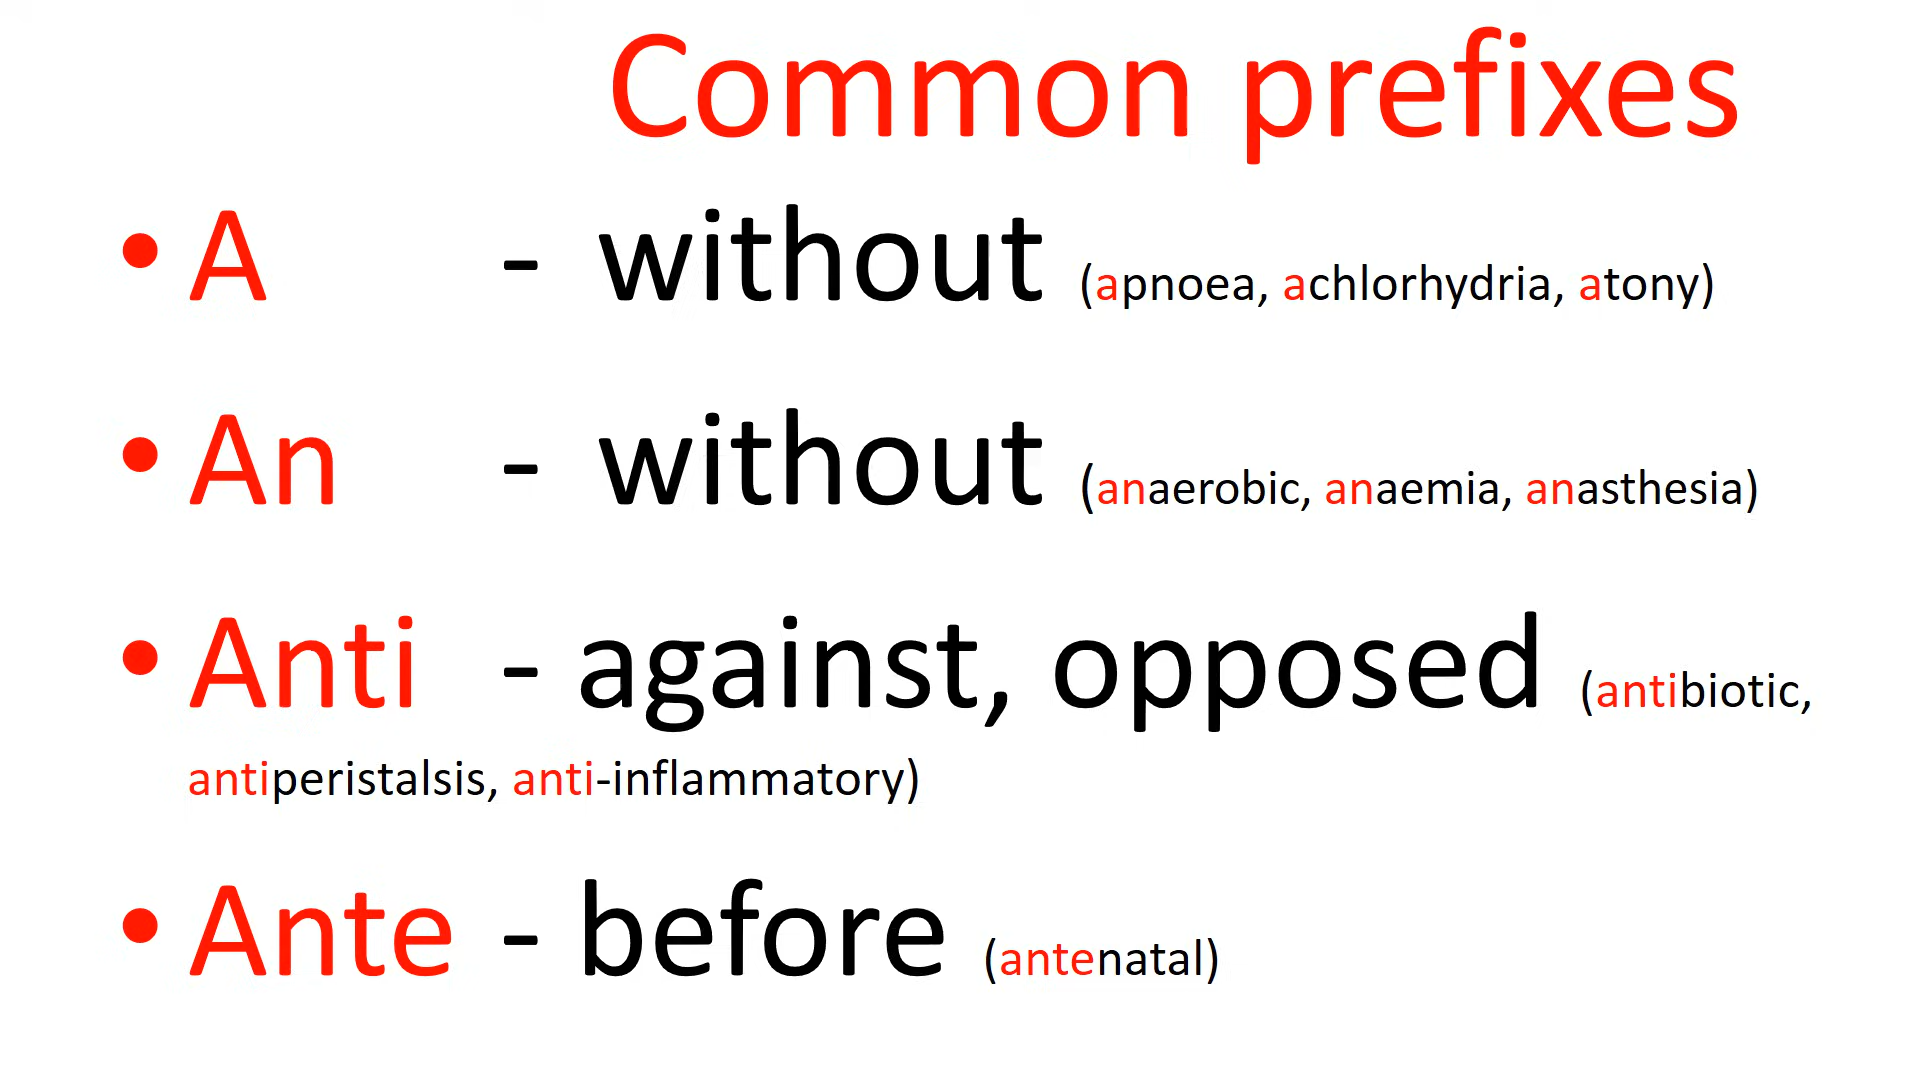 Common prefixes
• A - without (apnoea, achlorhydria, atony)
• An - without (anaerobic, anaemia, anasthesia)
• Anti - against, opposed (antibiotic,
antiperistalsis, anti-inflammatory)
• Ante - before (antenatal)